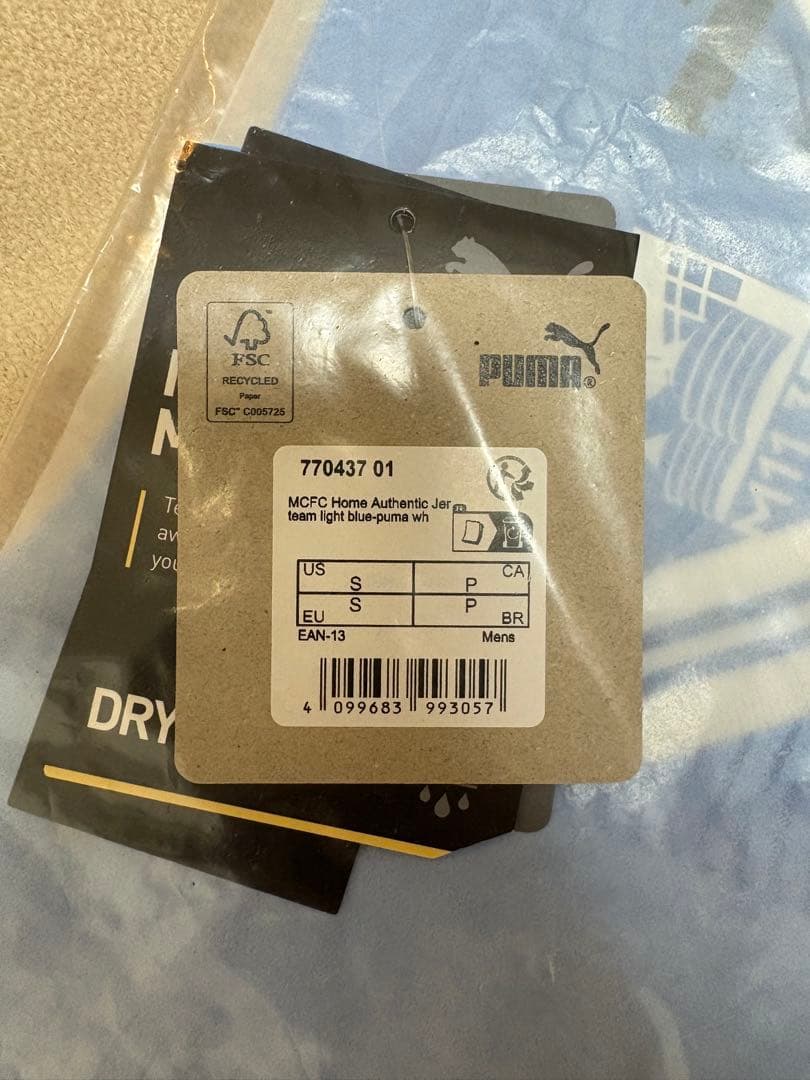 FSC
RECYCLED
Paper
FSC™ C005725
PUMA®
770437 01
MCFC Home Authentic Jer
team light blue-puma wh
US
S
P
CA
EU
S
P
BR
EAN-13
Mens
4 099683 993057
DRY